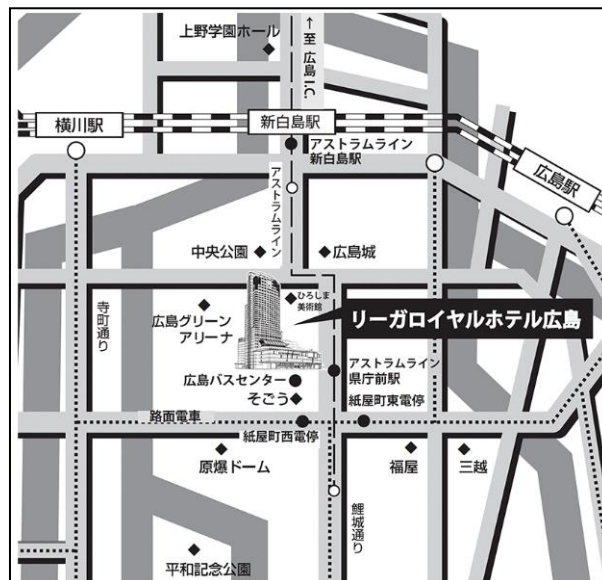 上野学園ホール
←至 広島I.C.
横川駅
新白島駅
アストラムライン
新白島駅
広島駅
アストラムライン
中央公園
広島城
ひろしま
美術館
寺町通り
広島グリーン
アリーナ
リーガロイヤルホテル広島
アストラムライン
県庁前駅
広島バスセンター
そごう
紙屋町東電停
路面電車
紙屋町西電停
原爆ドーム
福屋
三越
鯉城通り
平和記念公園